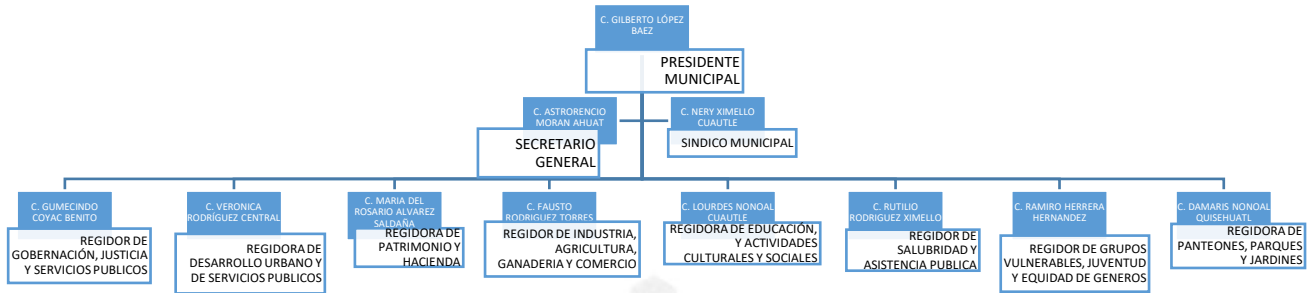 C. GILBERTO LÓPEZ
BAEZ
PRESIDENTE
MUNICIPAL
C. ASTRORENCIO
MORAN AHUAT
SECRETARIO
GENERAL
C. NERY XIMELLO
CUAUTLE
SINDICO MUNICIPAL
C. GUMECINDO
COYAC BENITO
REGIDOR DE
GOBERNACIÓN, JUSTICIA
Y SERVICIOS PUBLICOS
C. VERONICA
RODRÍGUEZ CENTRAL
REGIDORA DE
DESARROLLO URBANO Y
DE SERVICIOS PUBLICOS
C. MARIA DEL
ROSARIO ALVAREZ
SALDAÑA
REGIDORA DE
PATRIMONIO Y
HACIENDA
C. FAUSTO
RODRIGUEZ TORRES
REGIDOR DE INDUSTRIA,
AGRICULTURA,
GANADERIA Y COMERCIO
C. LOURDES NONOAL
CUAUTLE
REGIDORA DE EDUCACIÓN,
Y ACTIVIDADES
CULTURALES Y SOCIALES
C. RUTILIO
RODRIGUEZ XIMELLO
REGIDOR DE
SALUBRIDAD Y
ASISTENCIA PUBLICA
C. RAMIRO HERRERA
HERNANDEZ
REGIDOR DE GRUPOS
VULNERABLES, JUVENTUD
Y EQUIDAD DE GENEROS
C. DAMARIS NONOAL
QUISEHUATL
REGIDORA DE
PANTEONES, PARQUES
Y JARDINES